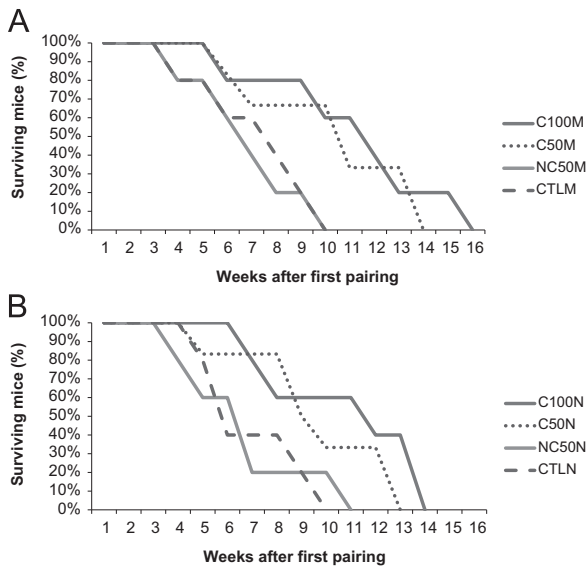 A
100%
90%
80%
70%
60%
50%
40%
30%
20%
10%
0%
Surviving mice (%)
1 2 3 4 5 6 7 8 9 10 11 12 13 14 15 16
Weeks after first pairing
C100M
C50M
NC50M
CTLM
B
100%
90%
80%
70%
60%
50%
40%
30%
20%
10%
0%
Surviving mice (%)
1 2 3 4 5 6 7 8 9 10 11 12 13 14 15 16
Weeks after first pairing
C100N
C50N
NC50N
CTLN